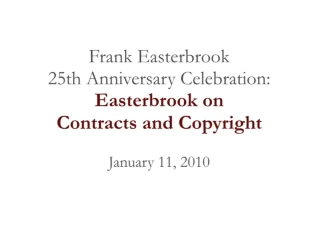 Frank Easterbrook
25th Anniversary Celebration:
Easterbrook on
Contracts and Copyright
January 11, 2010